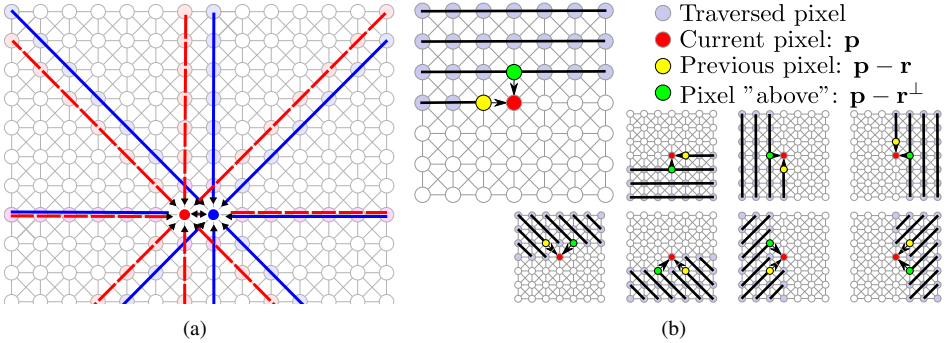 Traversed pixel
Current pixel: p
Previous pixel: p − r
Pixel "above": p − r⊥
(a)
(b)